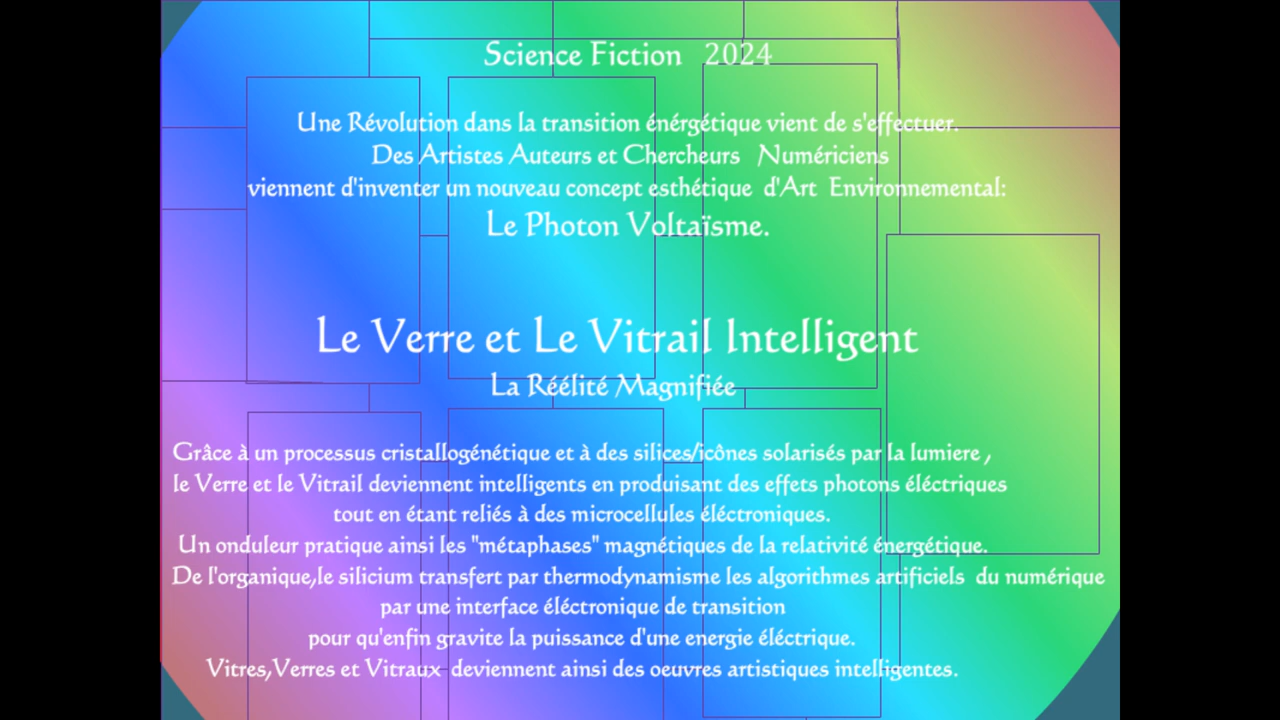 Science Fiction 2024
Une Révolution dans la transition énérgétique vient de s'effectuer.
Des Artistes Auteurs et Chercheurs Numériciens
viennent d'inventer un nouveau concept esthétique d'Art Environnemental:
Le Photon Voltaïsme.
Le Verre et Le Vitrail Intelligent
La Réélité Magnifiée
Grâce à un processus cristallogénétique et à des silices/icônes solarisés par la lumiere ,
le Verre et le Vitrail deviennent intelligents en produisant des effets photons éléctriques
tout en étant reliés à des microcellules éléctroniques.
Un onduleur pratique ainsi les "métaphases" magnétiques de la relativité énergétique.
De l'organique,le silicium transfert par thermodynamisme les algorithmes artificiels du numérique
par une interface éléctronique de transition
pour qu'enfin gravite la puissance d'une energie éléctrique.
Vitres,Verres et Vitraux deviennent ainsi des oeuvres artistiques intelligentes.